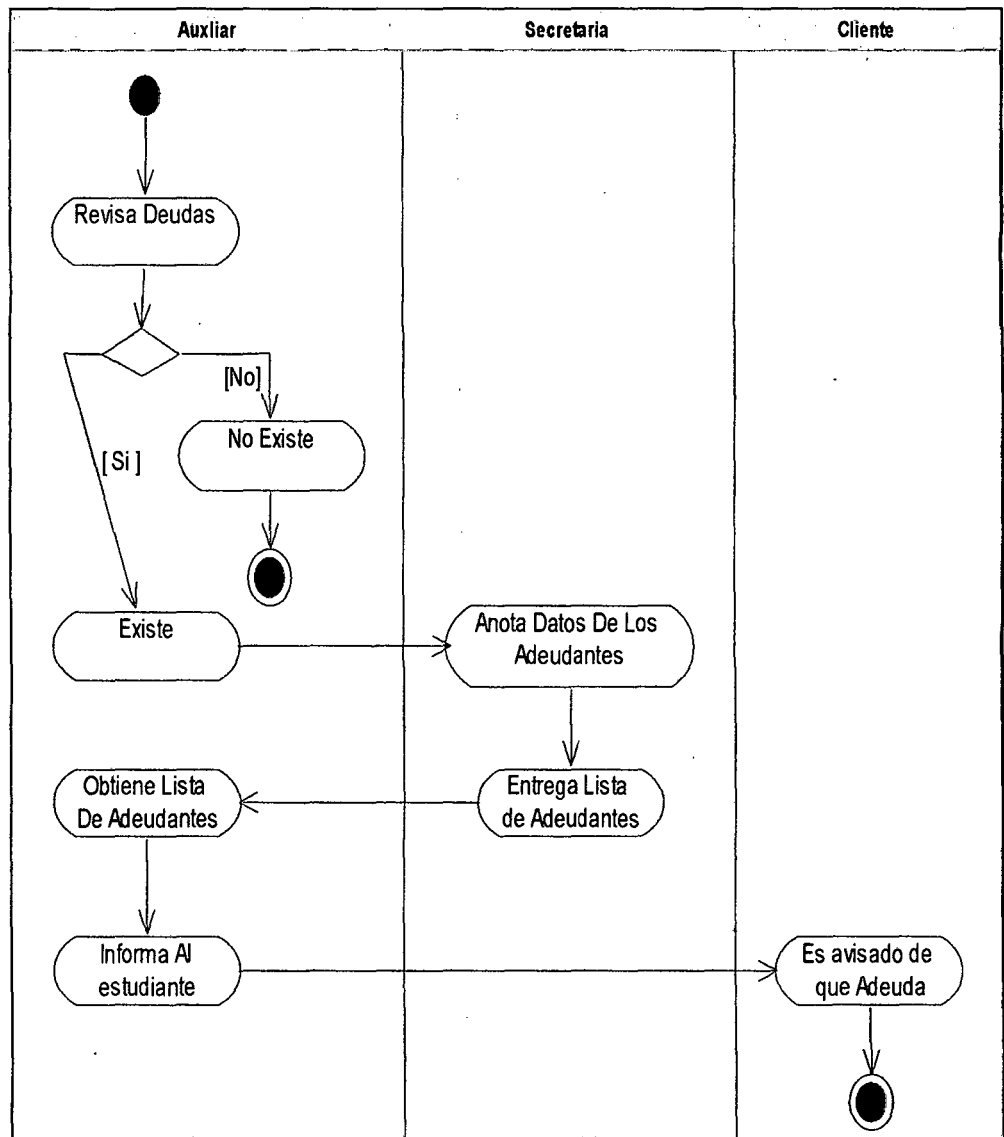 Auxliar
Secretaria
Cliente
Revisa Deudas
[No]
No Existe
[ Si ]
Existe
Anota Datos De Los
Adeudantes
Obtiene Lista
De Adeudantes
Entrega Lista
de Adeudantes
Informa Al
estudiante
Es avisado de
que Adeuda